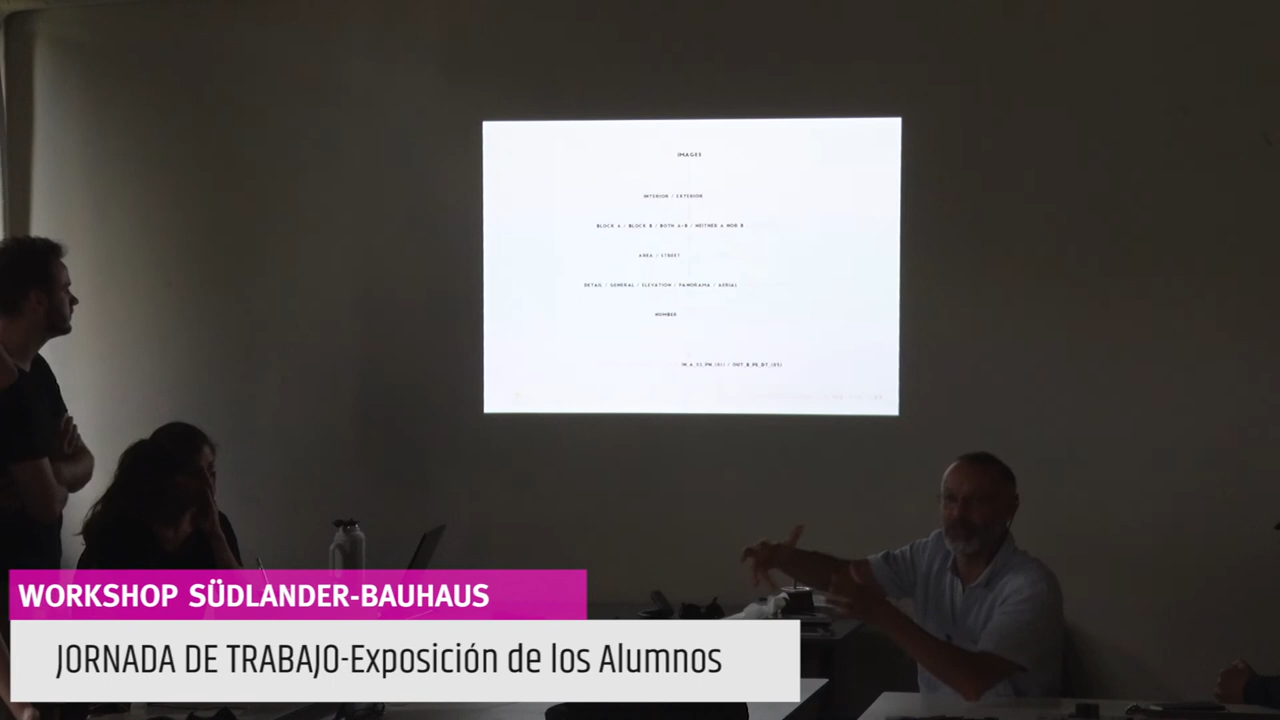 IMAGES
INTERIOR / EXTERIOR
BLOCK A / BLOCK B / BOTH A+B / NEITHER A NOR B
AREA / STREET
DETAIL / GENERAL / ELEVATION / PANORAMA / AERIAL
NUMBER
WORKSHOP SÜDLANDER-BAUHAUS
JORNADA DE TRABAJO-Exposición de los Alumnos